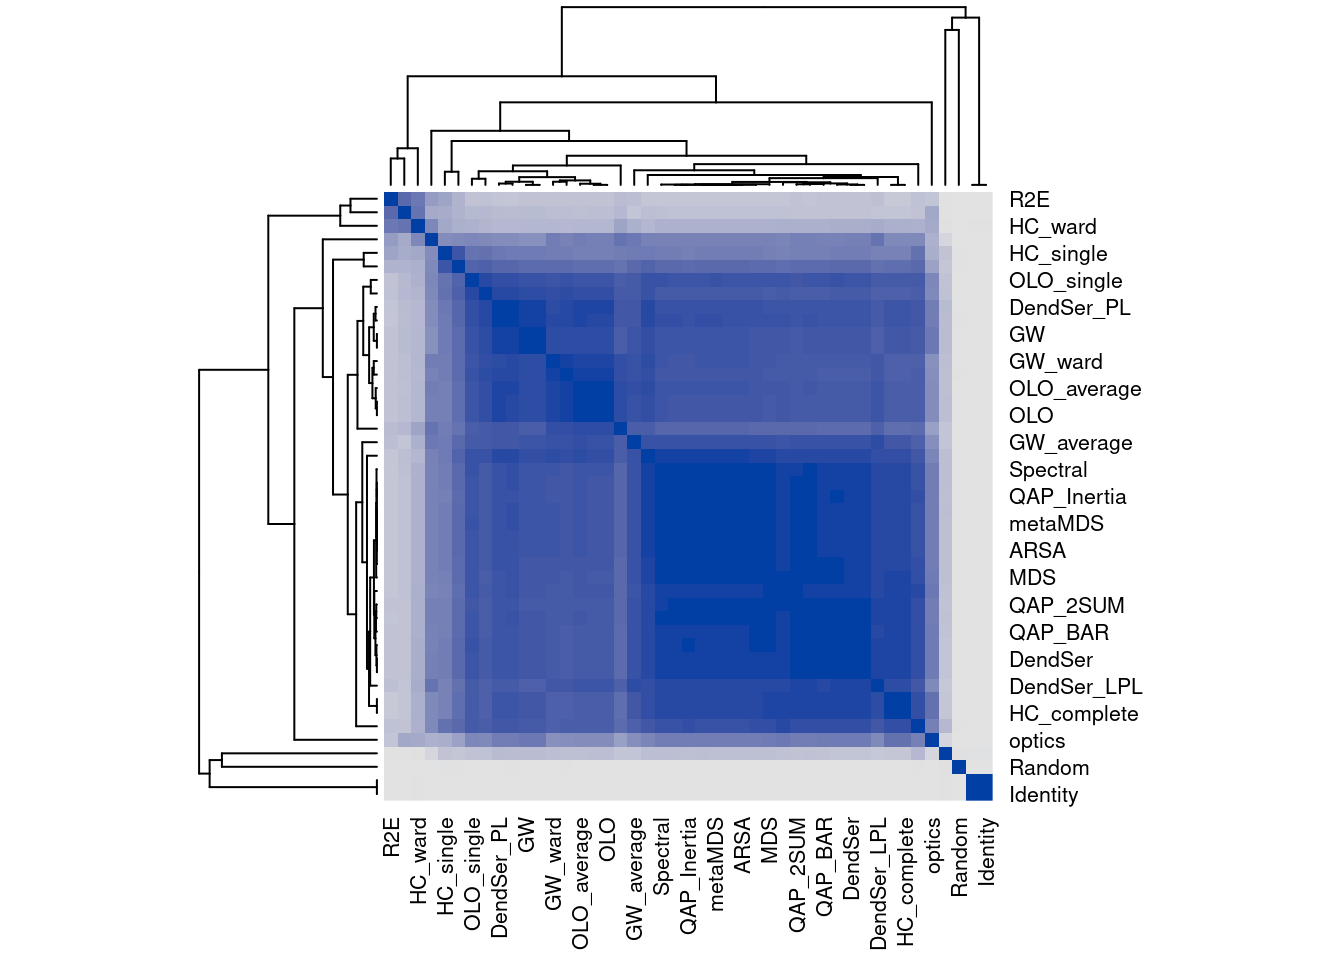 R2E
HC_ward
HC_single
OLO_single
DendSer_PL
GW
GW_ward
OLO_average
OLO
GW_average
Spectral
QAP_Inertia
metaMDS
ARSA
MDS
QAP_2SUM
QAP_BAR
DendSer
DendSer_LPL
HC_complete
optics
Random
Identity
R2E
HC_ward
HC_single
OLO_single
DendSer_PL
GW
GW_ward
OLO_average
OLO
GW_average
Spectral
QAP_Inertia
metaMDS
ARSA
MDS
QAP_2SUM
QAP_BAR
DendSer
DendSer_LPL
HC_complete
optics
Random
Identity